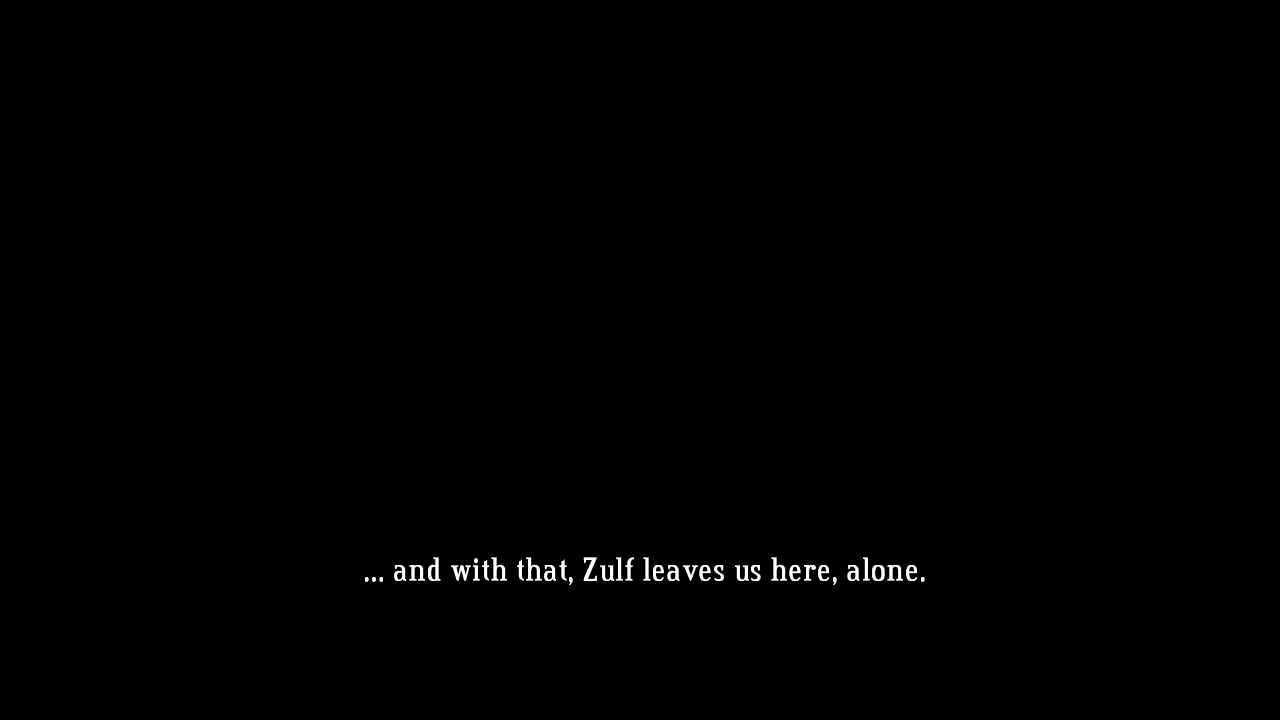 ... and with that, Zulf leaves us here, alone.